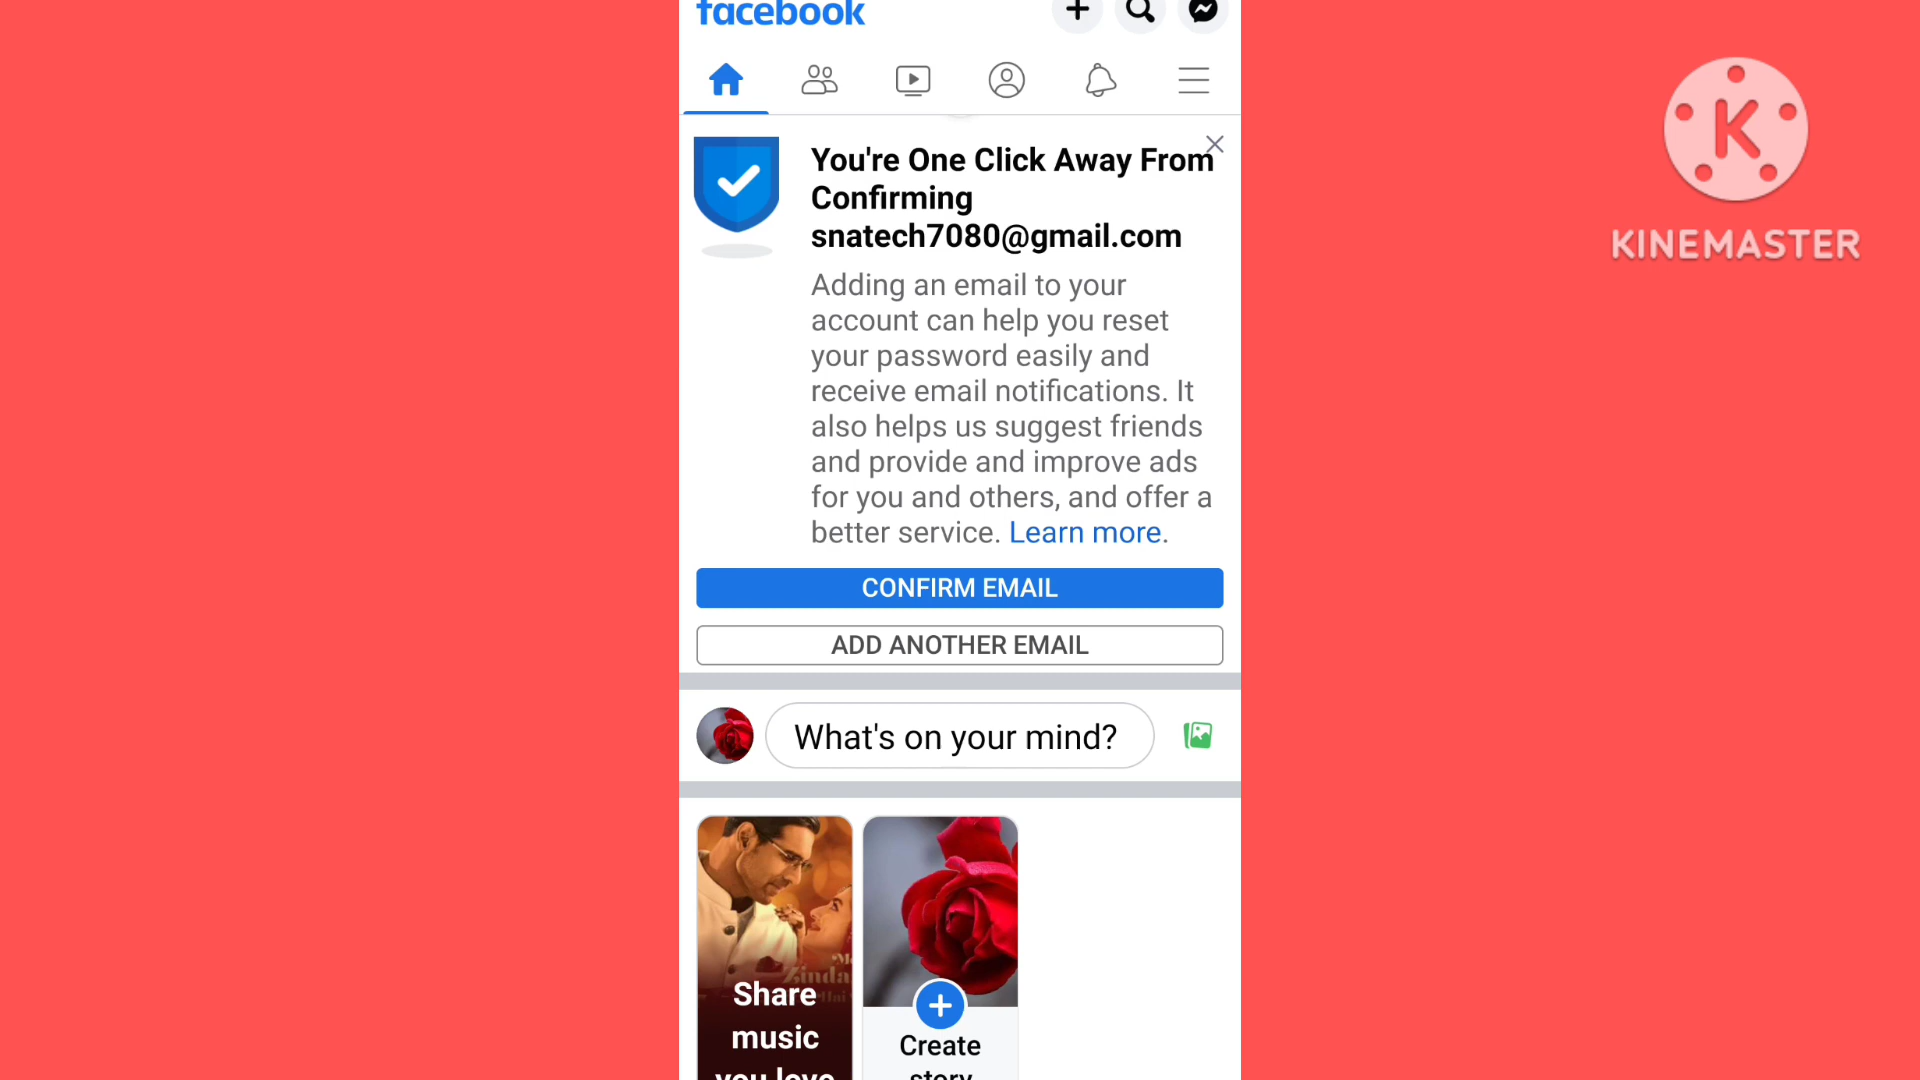 facebook
KINEMASTER
You're One Click Away From
Confirming
snatech7080@gmail.com
Adding an email to your
account can help you reset
your password easily and
receive email notifications. It
also helps us suggest friends
and provide and improve ads
for you and others, and offer a
better service. Learn more.
CONFIRM EMAIL
ADD ANOTHER EMAIL
What's on your mind?
Share
music
you love
Create
story